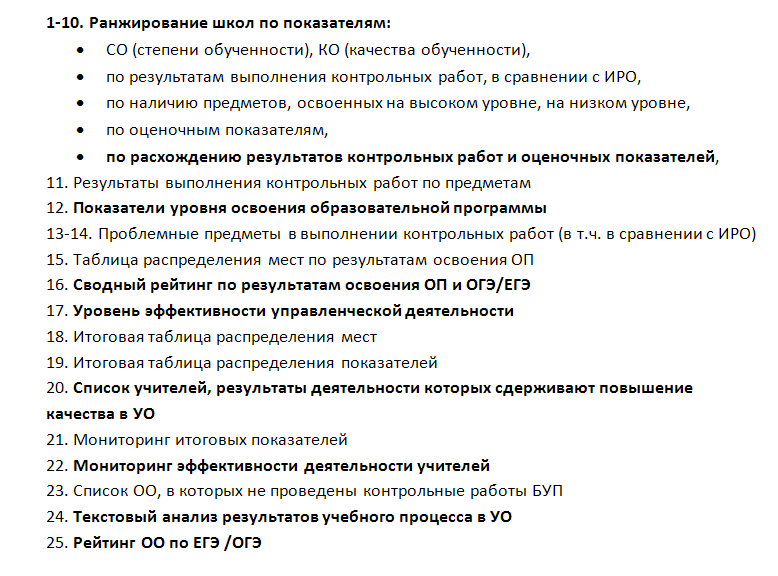 1-10. Ранжирование школ по показателям:
• СО (степени обученности), КО (качества обученности),
• по результатам выполнения контрольных работ, в сравнении с ИРО,
• по наличию предметов, освоенных на высоком уровне, на низком уровне,
• по оценочным показателям,
• по расхождению результатов контрольных работ и оценочных показателей,
11. Результаты выполнения контрольных работ по предметам
12. Показатели уровня освоения образовательной программы
13-14. Проблемные предметы в выполнении контрольных работ (в т.ч. в сравнении с ИРО)
15. Таблица распределения мест по результатам освоения ОП
16. Сводный рейтинг по результатам освоения ОП и ОГЭ/ЕГЭ
17. Уровень эффективности управленческой деятельности
18. Итоговая таблица распределения мест
19. Итоговая таблица распределения показателей
20. Список учителей, результаты деятельности которых сдерживают повышение
качества в УО
21. Мониторинг итоговых показателей
22. Мониторинг эффективности деятельности учителей
23. Список ОО, в которых не проведены контрольные работы БУП
24. Текстовый анализ результатов учебного процесса в УО
25. Рейтинг ОО по ЕГЭ /ОГЭ